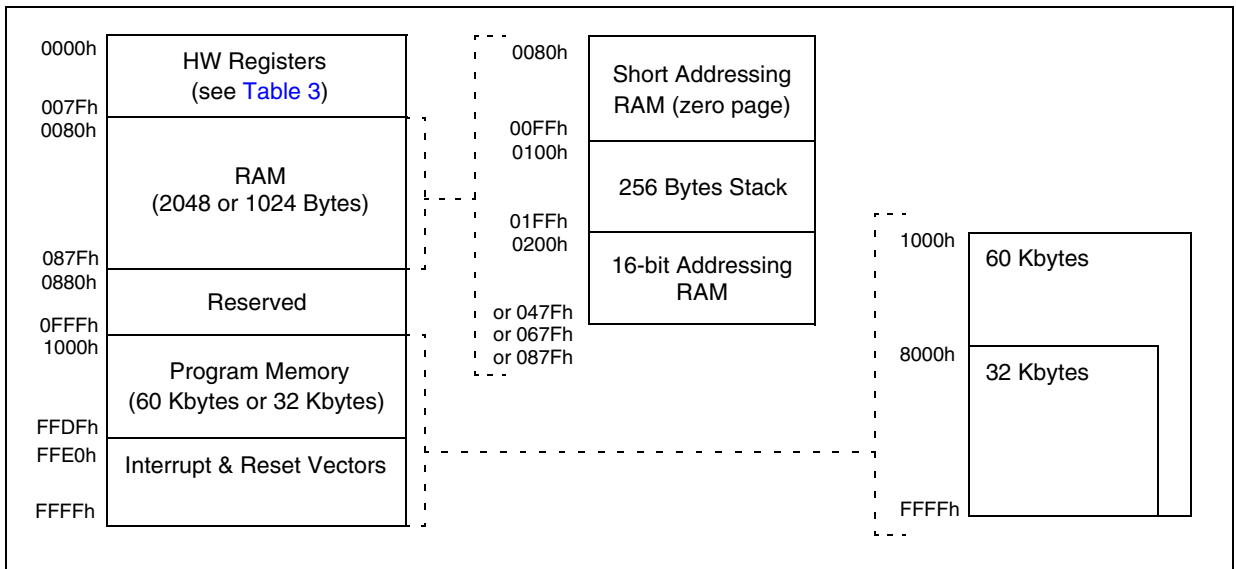 0000h
HW Registers
(see Table 3)
007Fh
0080h
RAM
(2048 or 1024 Bytes)
087Fh
0880h
Reserved
0FFFh
1000h
Program Memory
(60 Kbytes or 32 Kbytes)
FFDFh
FFE0h
Interrupt & Reset Vectors
FFFFh
0080h
Short Addressing
RAM (zero page)
00FFh
0100h
256 Bytes Stack
01FFh
0200h
16-bit Addressing
RAM
or 047Fh
or 067Fh
or 087Fh
1000h
60 Kbytes
8000h
32 Kbytes
FFFFh